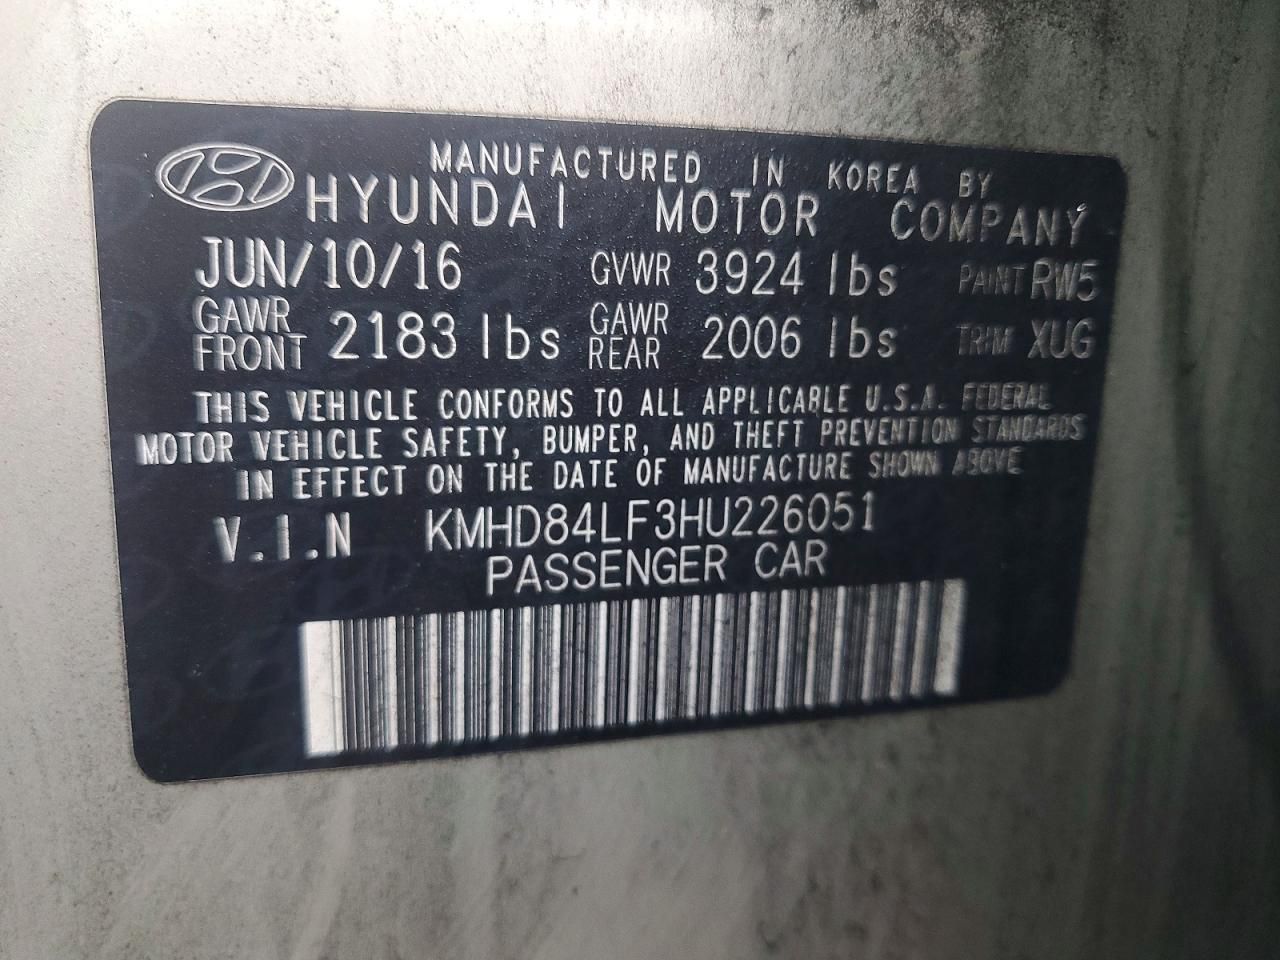 MANUFACTURED IN KOREA BY
HYUNDAI MOTOR COMPANY
JUN/10/16 GVWR 3924 lbs PAINT RW5
GAWR FRONT 2183 lbs GAWR REAR 2006 lbs TRIM XUG
THIS VEHICLE CONFORMS TO ALL APPLICABLE U.S.A. FEDERAL
MOTOR VEHICLE SAFETY, BUMPER, AND THEFT PREVENTION STANDARDS
IN EFFECT ON THE DATE OF MANUFACTURE SHOWN ABOVE
V.I.N KMHD84LF3HU226051
PASSENGER CAR